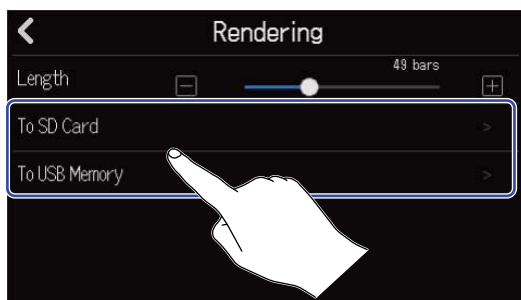 Rendering
49 bars
Length
To SD Card
To USB Memory